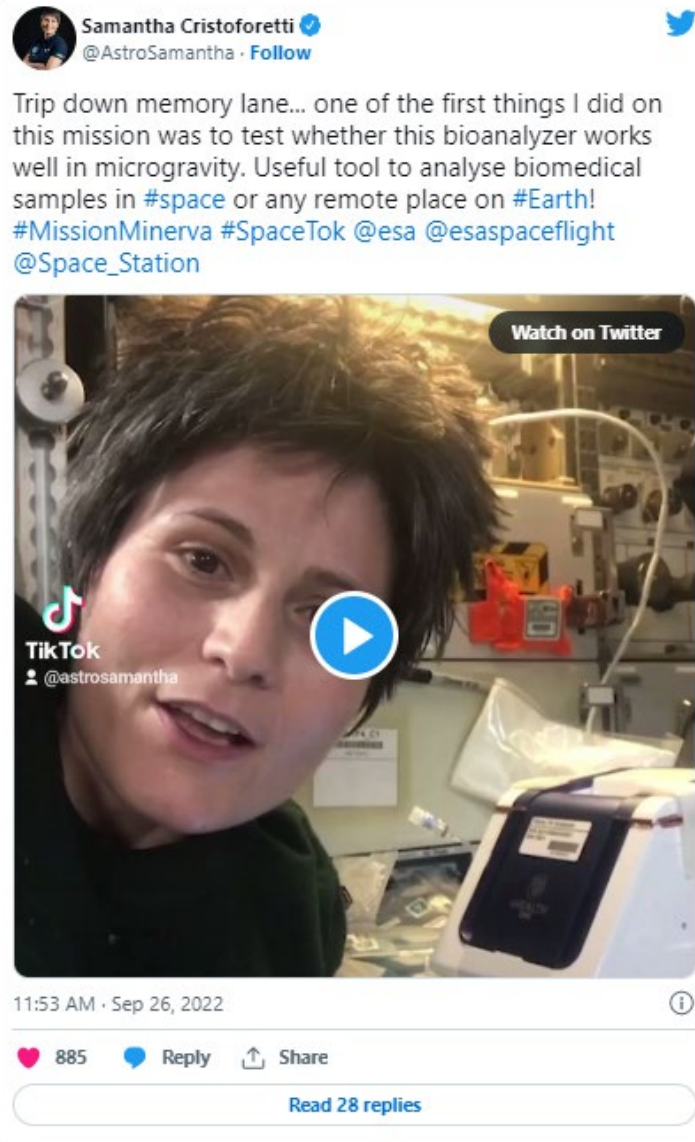 Samantha Cristoforetti
@AstroSamantha · Follow
Trip down memory lane... one of the first things I did on
this mission was to test whether this bioanalyzer works
well in microgravity. Useful tool to analyse biomedical
samples in #space or any remote place on #Earth!
#MissionMinerva #SpaceTok @esa @esaspaceflight
@Space_Station
Watch on Twitter
TikTok
@astrosamantha
11:53 AM · Sep 26, 2022
885 Reply Share
Read 28 replies